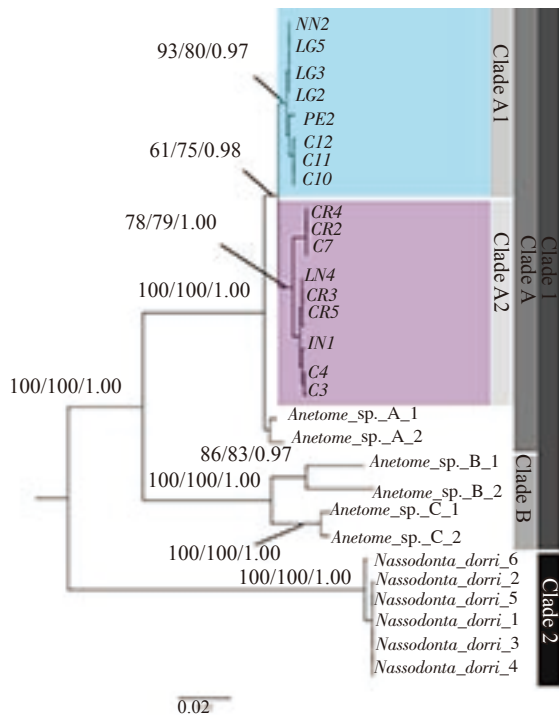 NN2
93/80/0.97
LG5
LG3
LG2
PE2
C12
C11
C10
Clade A1
61/75/0.98
78/79/1.00
CR4
CR2
C7
LN4
CR3
CR5
IN1
C4
C3
Clade A2
100/100/1.00
Clade A
Clade 1
100/100/1.00
Anetome_sp._A_1
Anetome_sp._A_2
86/83/0.97
100/100/1.00
Anetome_sp._B_1
Anetome_sp._B_2
Anetome_sp._C_1
Anetome_sp._C_2
Clade B
100/100/1.00
100/100/1.00
Nassodonta_dorri_6
Nassodonta_dorri_2
Nassodonta_dorri_5
Nassodonta_dorri_1
Nassodonta_dorri_3
Nassodonta_dorri_4
Clade 2
0.02